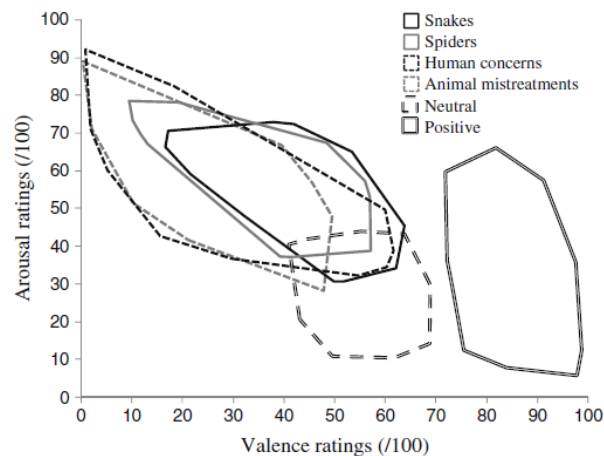 100
90
80
70
60
50
40
30
20
10
0
Arousal ratings (/100)
Snakes
Spiders
Human concerns
Animal mistreatments
Neutral
Positive
0 10 20 30 40 50 60 70 80 90 100
Valence ratings (/100)